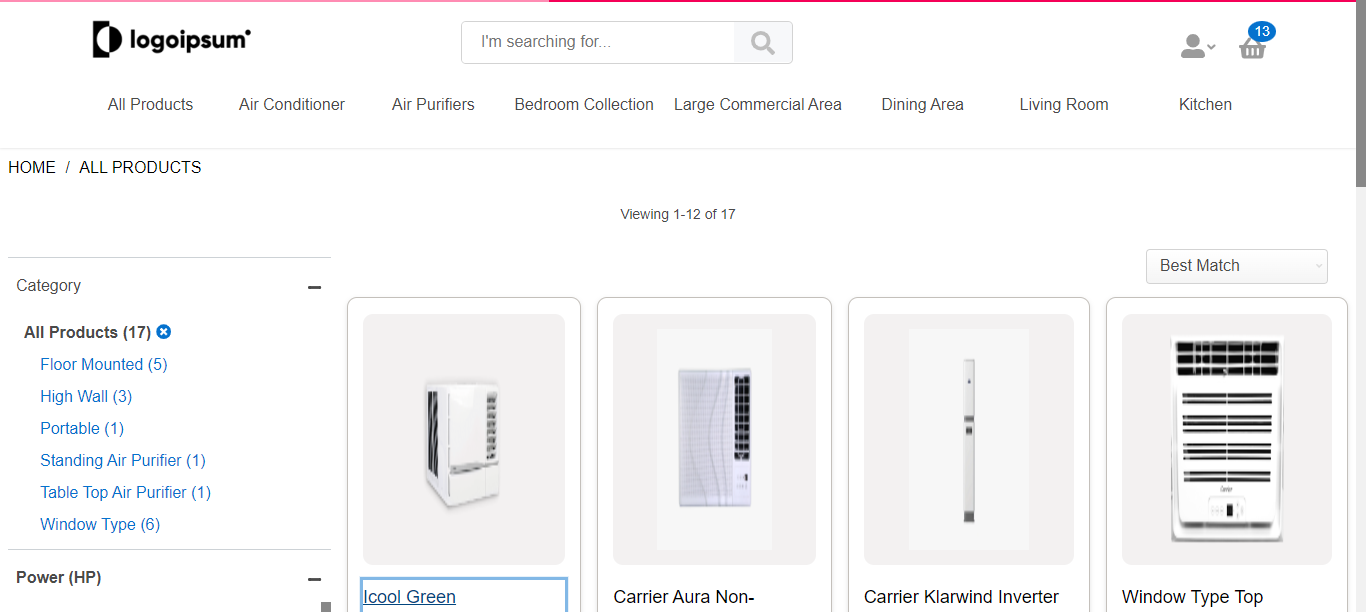 logoipsum
I'm searching for...
13
All Products Air Conditioner Air Purifiers Bedroom Collection Large Commercial Area Dining Area Living Room Kitchen
HOME / ALL PRODUCTS
Viewing 1-12 of 17
Best Match
Category
All Products (17)
Floor Mounted (5)
High Wall (3)
Portable (1)
Standing Air Purifier (1)
Table Top Air Purifier (1)
Window Type (6)
Power (HP)
Carrier
Icool Green
Carrier Aura Non-
Carrier Klarwind Inverter
Window Type Top